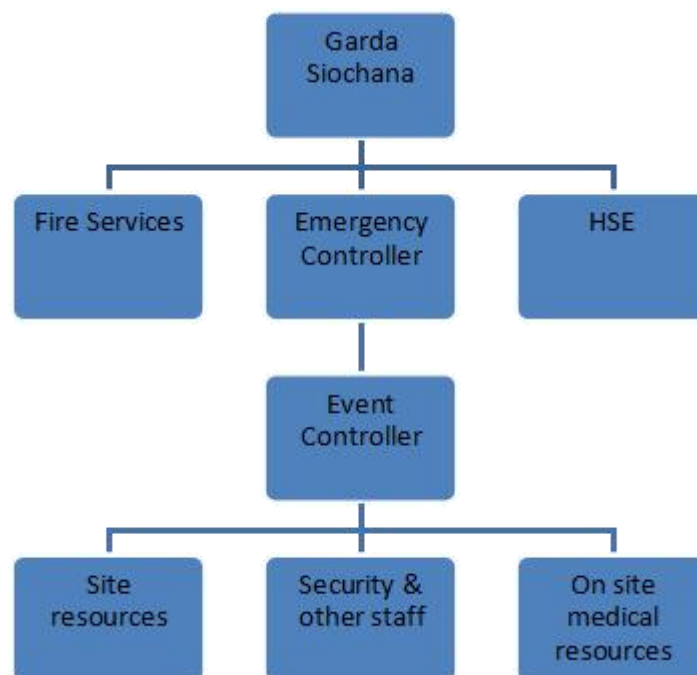 Garda
Siochana
Fire Services
Emergency
Controller
HSE
Event
Controller
Site
resources
Security &
other staff
On site
medical
resources